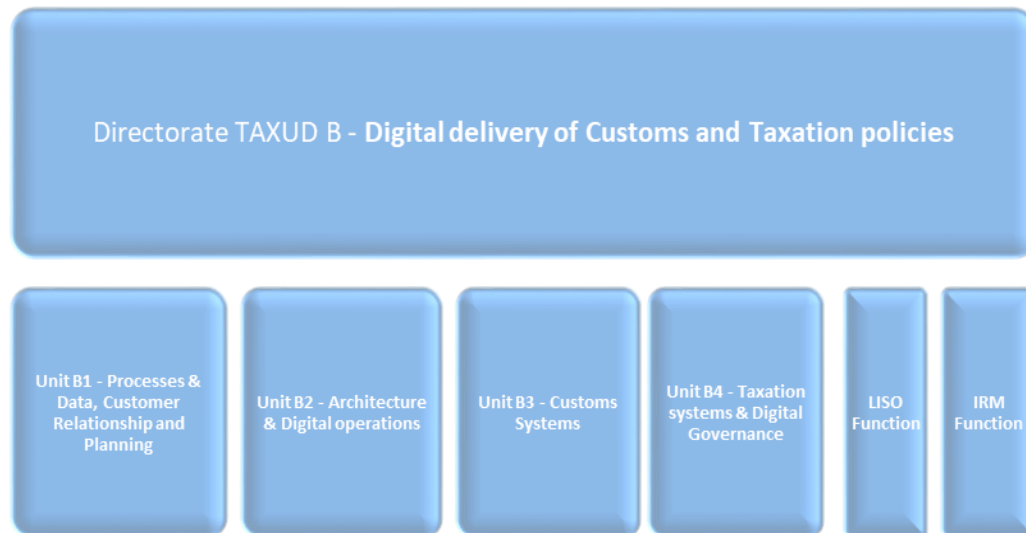 Directorate TAXUD B - Digital delivery of Customs and Taxation policies
Unit B1 - Processes &
Data, Customer
Relationship and
Planning
Unit B2 - Architecture
& Digital operations
Unit B3 - Customs
Systems
Unit B4 - Taxation
systems & Digital
Governance
LISO
Function
IRM
Function